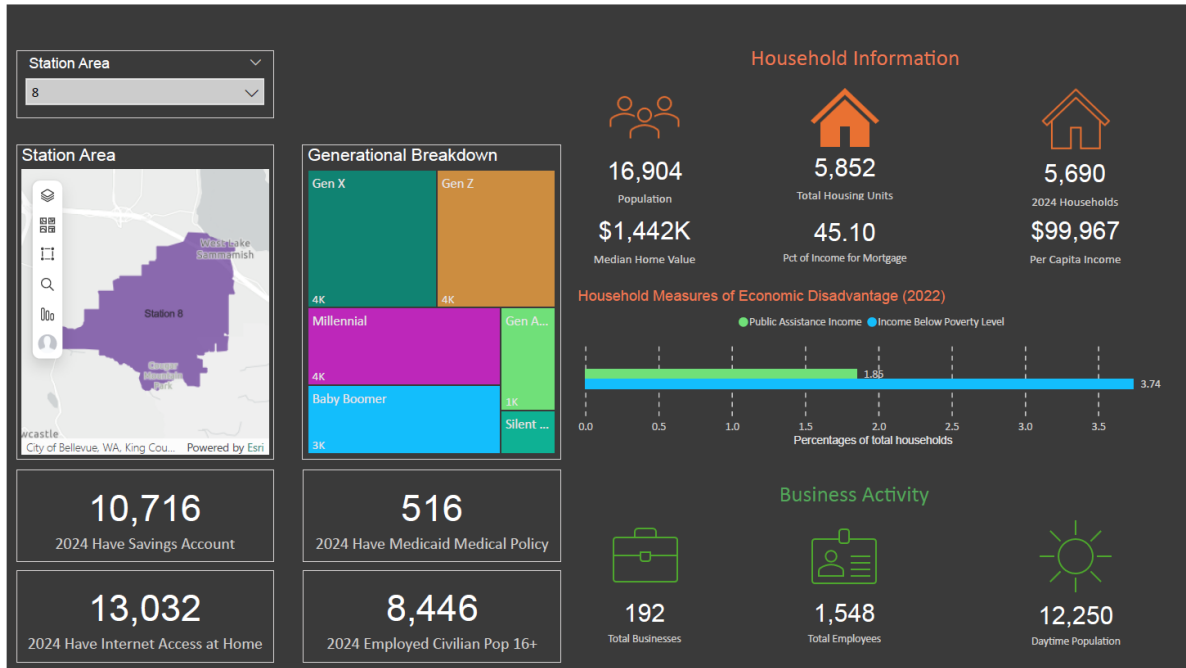 Station Area
8
Station Area
West Lake
Sammamish
Station 8
Cougar
Mountain
Park
wcastle
City of Bellevue, WA, King Cou...
Powered by Esri
Generational Breakdown
Gen X
4K
Gen Z
4K
Millennial
4K
Gen A...
1K
Baby Boomer
3K
Silent ...
10,716
2024 Have Savings Account
516
2024 Have Medicaid Medical Policy
13,032
2024 Have Internet Access at Home
8,446
2024 Employed Civilian Pop 16+
Household Information
16,904
Population
5,852
Total Housing Units
5,690
2024 Households
$1,442K
Median Home Value
45.10
Pct of Income for Mortgage
$99,967
Per Capita Income
Household Measures of Economic Disadvantage (2022)
Public Assistance Income
Income Below Poverty Level
1.85
3.74
0.0 0.5 1.0 1.5 2.0 2.5 3.0 3.5
Percentages of total households
Business Activity
192
Total Businesses
1,548
Total Employees
12,250
Daytime Population